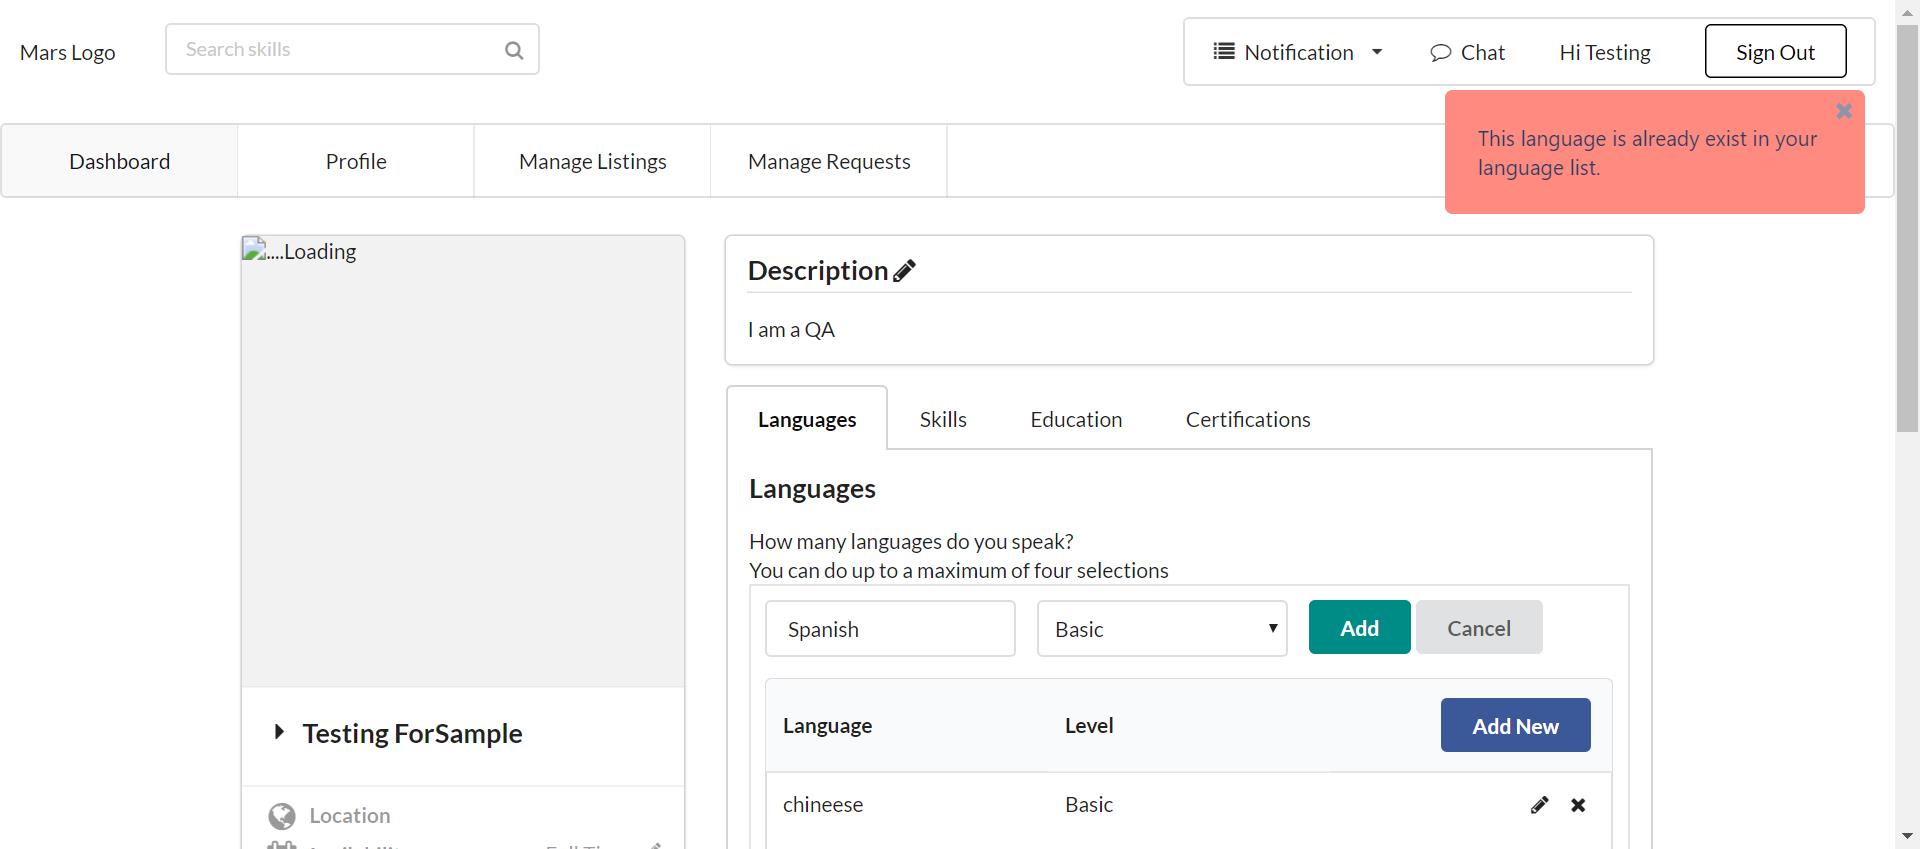 Mars Logo
Search skills
Notification
Chat
Hi Testing
Sign Out
This language is already exist in your
language list.
Dashboard
Profile
Manage Listings
Manage Requests
....Loading
Description
I am a QA
Languages
Skills
Education
Certifications
Languages
How many languages do you speak?
You can do up to a maximum of four selections
Spanish
Basic
Add
Cancel
Language
Level
Add New
chineese
Basic
Testing ForSample
Location